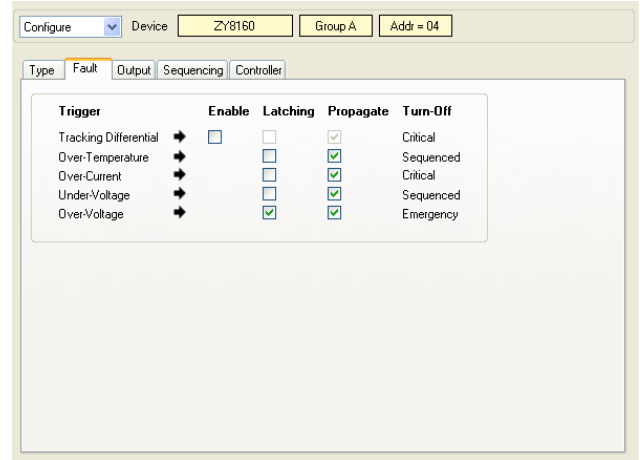 Configure Device ZY8160 Group A Addr = 04
Type Fault Output Sequencing Controller
Trigger Enable Latching Propagate Turn-Off
Tracking Differential Critical
Over-Temperature Sequenced
Over-Current Critical
Under-Voltage Sequenced
Over-Voltage Emergency